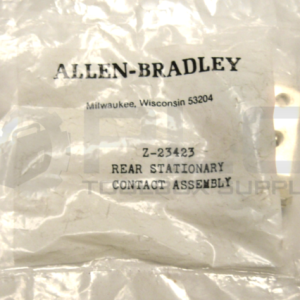 ALLEN-BRADLEY
Milwaukee, Wisconsin 53204
Z-23423
REAR STATIONARY
CONTACT ASSEMBLY